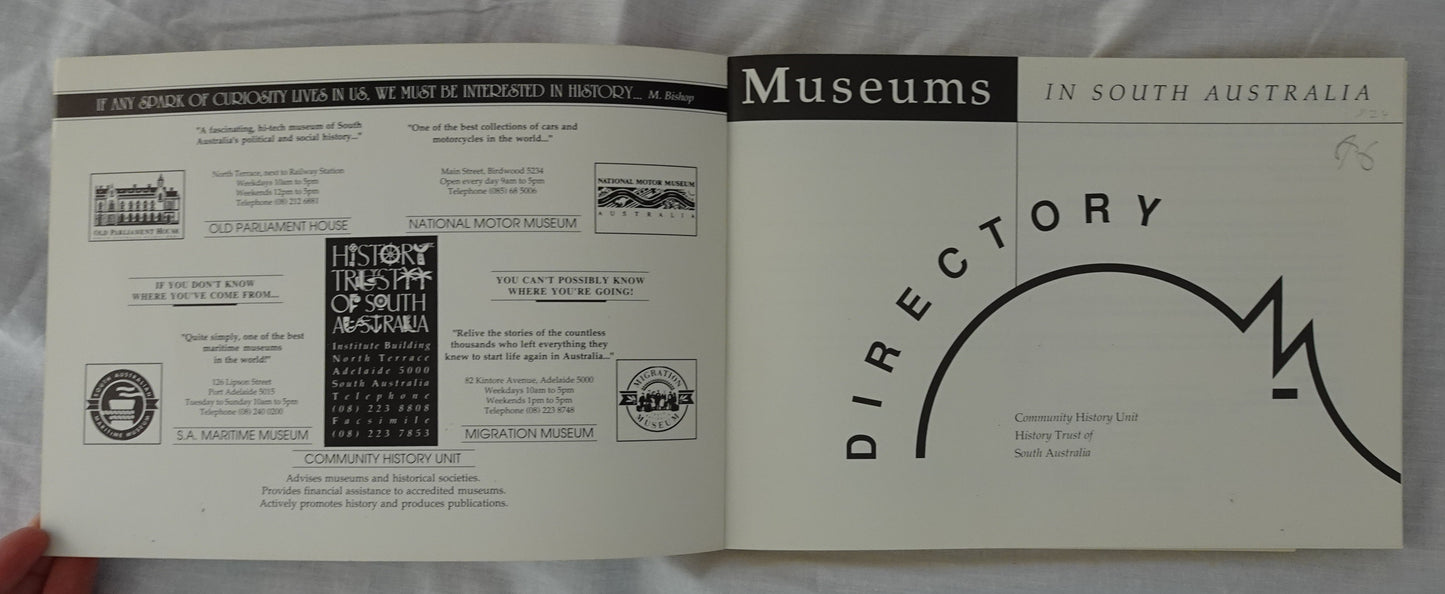 IF ANY SPARK OF CURIOSITY LIVES IN US, WE MUST BE INTERESTED IN HISTORY... M. Bishop
"A fascinating, hi-tech museum of South
Australia's political and social history..."
North Terrace, next to Railway Station
Weekdays 10am to 5pm
Weekends 12pm to 5pm
Telephone (08) 212 6881
OLD PARLIAMENT HOUSE
OLD PARLIAMENT HOUSE
"One of the best collections of cars and
motorcycles in the world..."
Main Street, Birdwood 5234
Open every day 9am to 5pm
Telephone (085) 68 5006
NATIONAL MOTOR MUSEUM
NATIONAL MOTOR MUSEUM
AUSTRALIA
IF YOU DON'T KNOW
WHERE YOU'VE COME FROM...
HISTORY
TRUST
OF SOUTH
AUSTRALIA
Institute Building
North Terrace
Adelaide 5000
South Australia
Telephone
(08) 223 8808
Facsimile
(08) 223 7853
YOU CAN'T POSSIBLY KNOW
WHERE YOU'RE GOING!
"Quite simply, one of the best
maritime museums
in the world!"
126 Lipson Street
Port Adelaide 5015
Tuesday to Sunday 10am to 5pm
Telephone (08) 240 0200
SOUTH AUSTRALIAN
MARITIME MUSEUM
S.A. MARITIME MUSEUM
"Relive the stories of the countless
thousands who left everything they
knew to start life again in Australia..."
82 Kintore Avenue, Adelaide 5000
Weekdays 10am to 5pm
Weekends 1pm to 5pm
Telephone (08) 223 8748
MIGRATION MUSEUM
MIGRATION
MUSEUM
COMMUNITY HISTORY UNIT
Advises museums and historical societies.
Provides financial assistance to accredited museums.
Actively promotes history and produces publications.
Museums
IN SOUTH AUSTRALIA
DIRECTORY
Community History Unit
History Trust of
South Australia